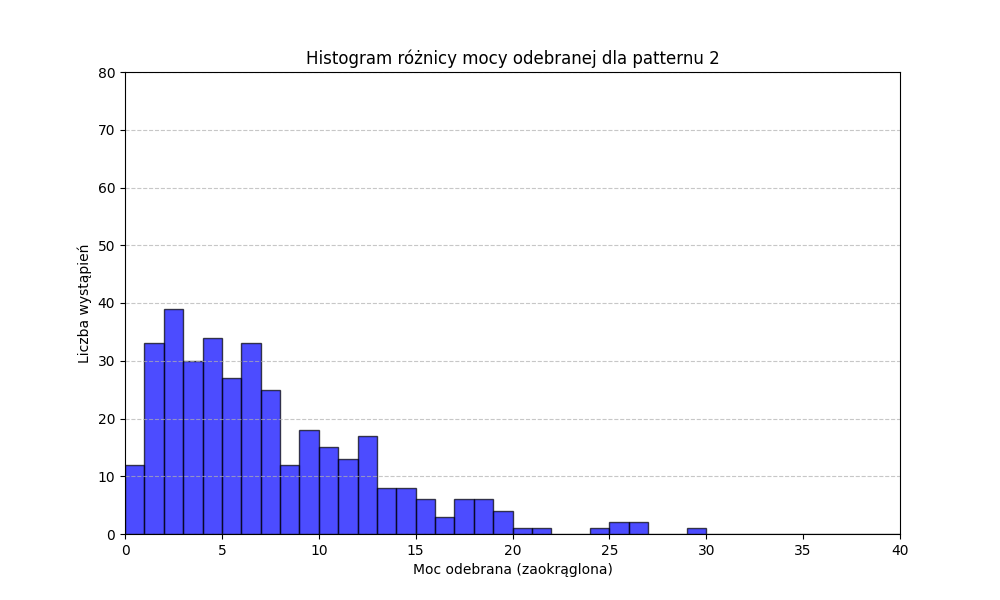 Histogram różnicy mocy odebranej dla patternu 2
80
70
60
50
40
30
20
10
0
Liczba wystąpień
0 5 10 15 20 25 30 35 40
Moc odebrana (zaokrąglona)